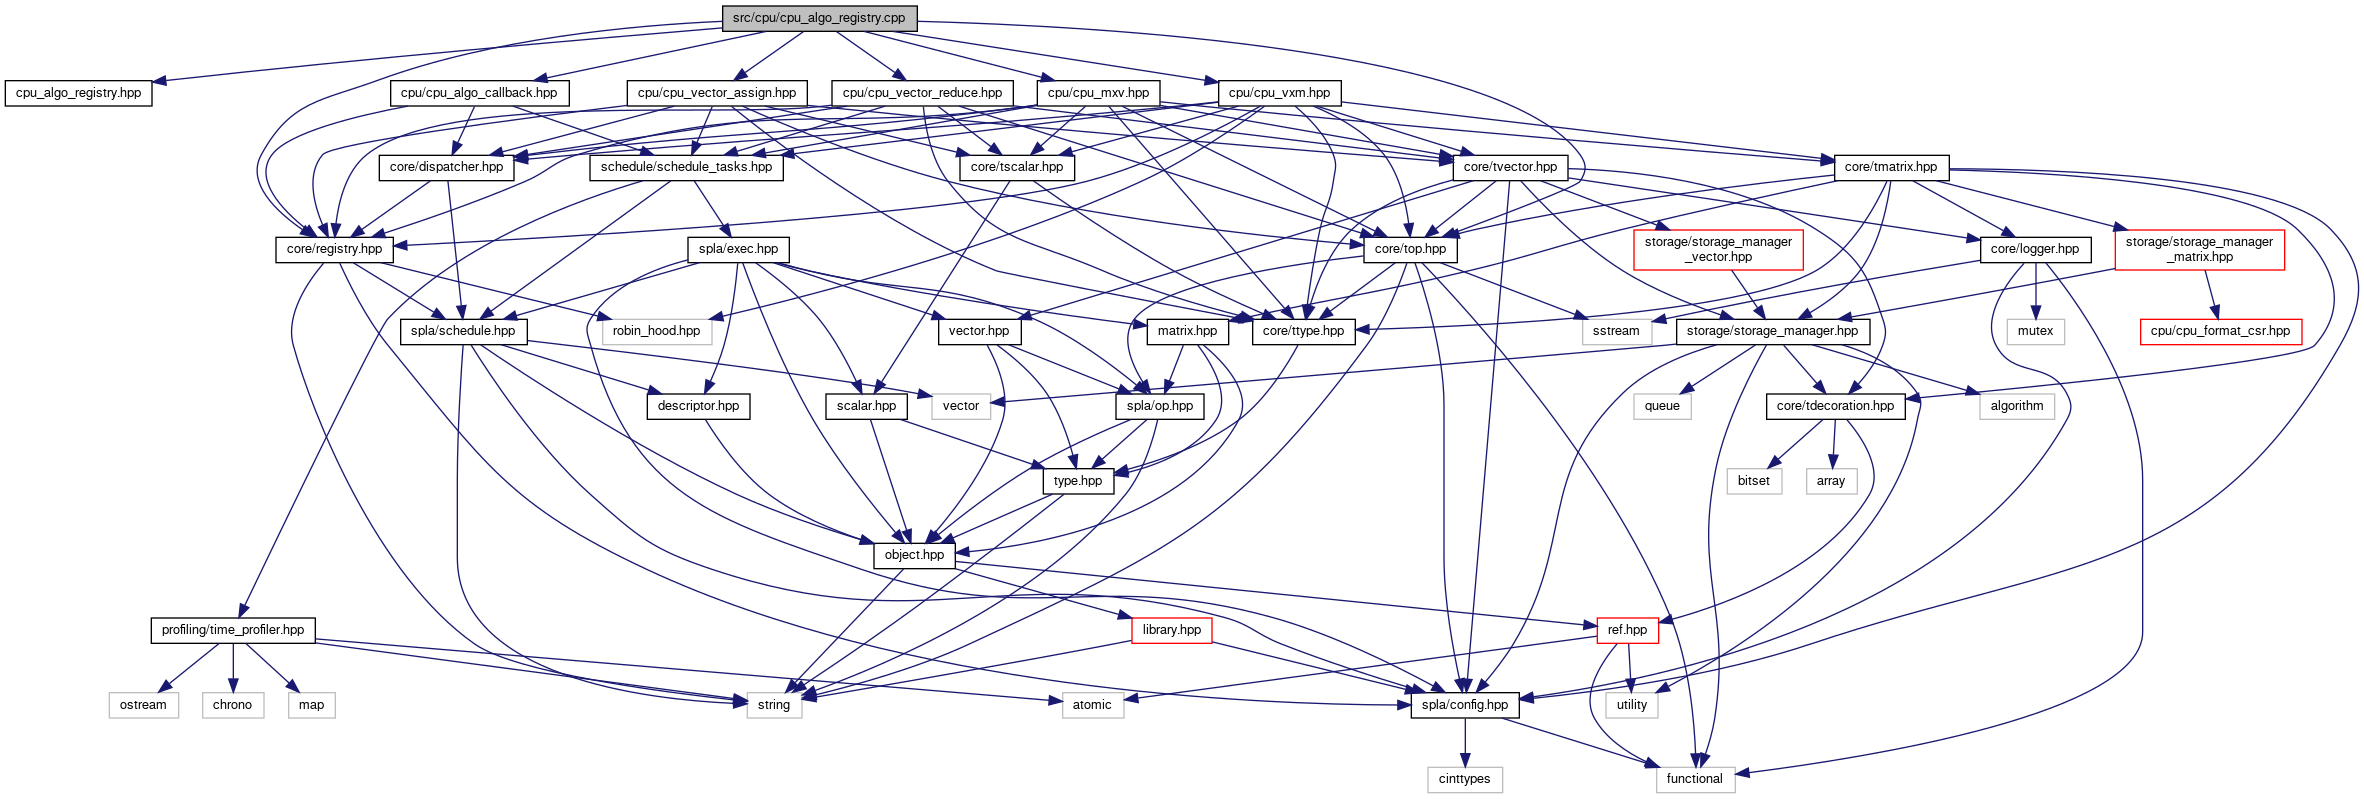 src/cpu/cpu_algo_registry.cpp
cpu_algo_registry.hpp
cpu/cpu_algo_callback.hpp
cpu/cpu_vector_assign.hpp
cpu/cpu_vector_reduce.hpp
cpu/cpu_mxv.hpp
cpu/cpu_vxm.hpp
core/dispatcher.hpp
schedule/schedule_tasks.hpp
core/tscalar.hpp
core/tvector.hpp
core/tmatrix.hpp
core/registry.hpp
spla/exec.hpp
core/top.hpp
storage/storage_manager
_vector.hpp
core/logger.hpp
storage/storage_manager
_matrix.hpp
spla/schedule.hpp
robin_hood.hpp
vector.hpp
matrix.hpp
core/ttype.hpp
sstream
storage/storage_manager.hpp
mutex
cpu/cpu_format_csr.hpp
descriptor.hpp
scalar.hpp
vector
spla/op.hpp
queue
core/tdecoration.hpp
algorithm
type.hpp
bitset
array
object.hpp
profiling/time_profiler.hpp
library.hpp
ref.hpp
ostream
chrono
map
string
atomic
spla/config.hpp
utility
cinttypes
functional